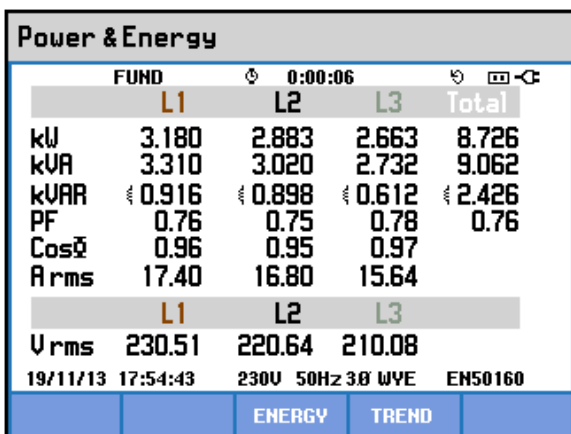 Power & Energy
FUND 0:00:06
L1 L2 L3 Total
kW 3.180 2.883 2.663 8.726
kVA 3.310 3.020 2.732 9.062
kVAR 0.916 0.898 0.612 2.426
PF 0.76 0.75 0.78 0.76
CosΦ 0.96 0.95 0.97
A rms 17.40 16.80 15.64
L1 L2 L3
V rms 230.51 220.64 210.08
19/11/13 17:54:43 230V 50Hz 3Ø WYE EN50160
ENERGY TREND